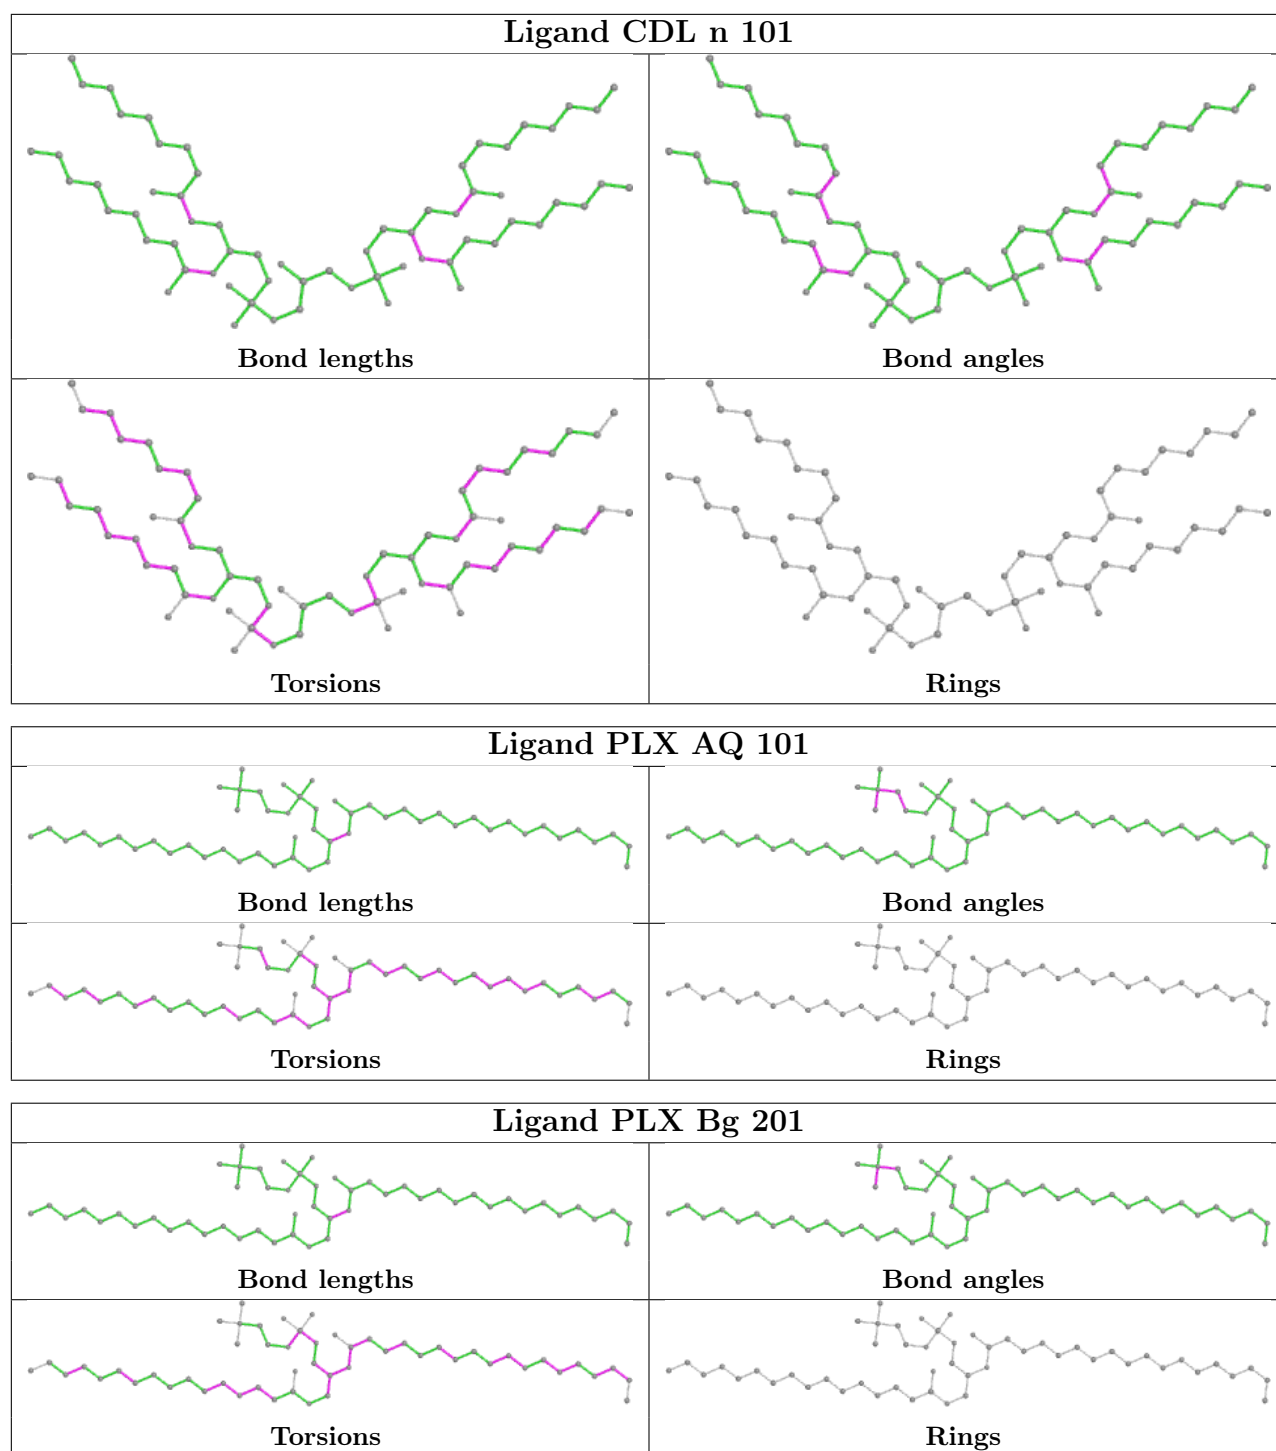 Ligand CDL n 101
Bond lengths
Bond angles
Torsions
Rings
Ligand PLX AQ 101
Bond lengths
Bond angles
Torsions
Rings
Ligand PLX Bg 201
Bond lengths
Bond angles
Torsions
Rings